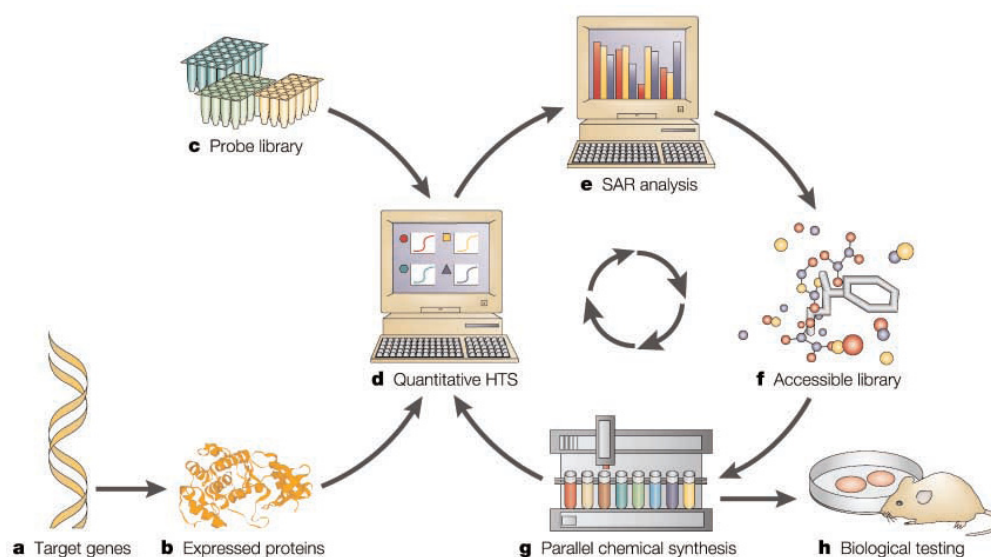 c Probe library
e SAR analysis
d Quantitative HTS
f Accessible library
a Target genes
b Expressed proteins
g Parallel chemical synthesis
h Biological testing